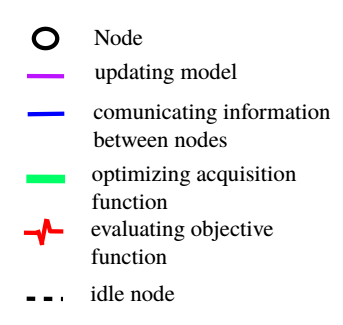 Node
updating model
comunicating information
between nodes
optimizing acquisition
function
evaluating objective
function
idle node